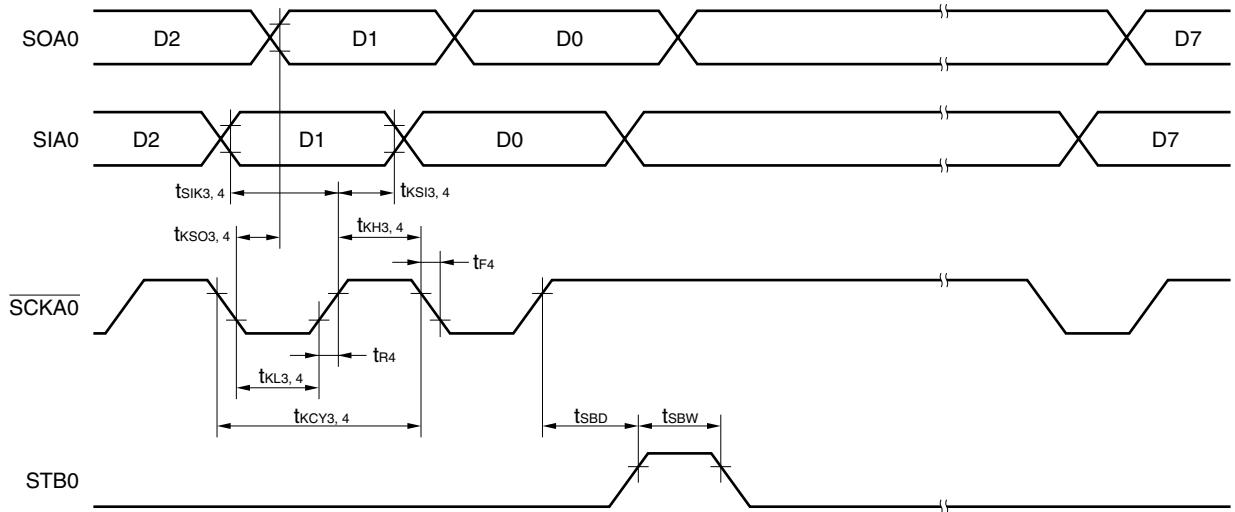 SOA0 D2 D1 D0 D7
SIA0 D2 D1 D0 D7
tSIK3, 4 tKSI3, 4
tKSO3, 4 tKH3, 4
tF4
SCKA0
tR4
tKL3, 4
tKCY3, 4 tSBD tSBW
STB0